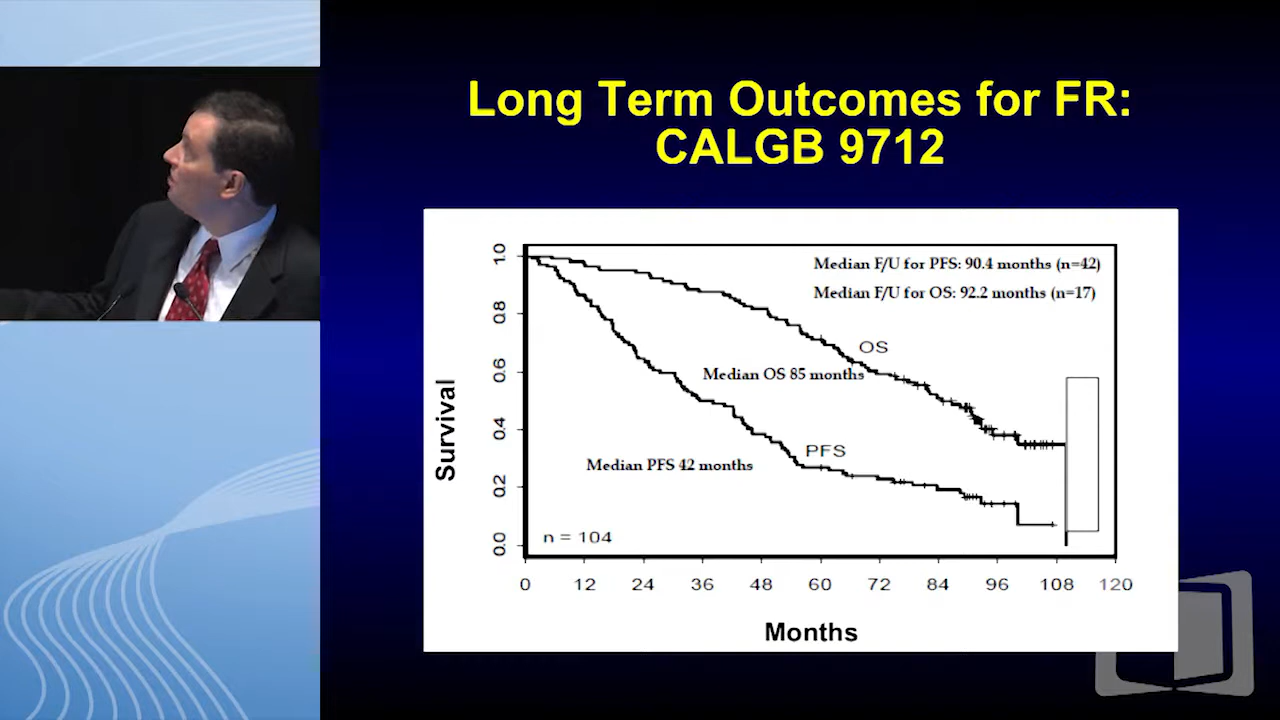 Long Term Outcomes for FR:
CALGB 9712
Median F/U for PFS: 90.4 months (n=42)
Median F/U for OS: 92.2 months (n=17)
OS
Median OS 85 months
PFS
Median PFS 42 months
n = 104
Survival
1.0
0.8
0.6
0.4
0.2
0.0
0 12 24 36 48 60 72 84 96 108 120
Months